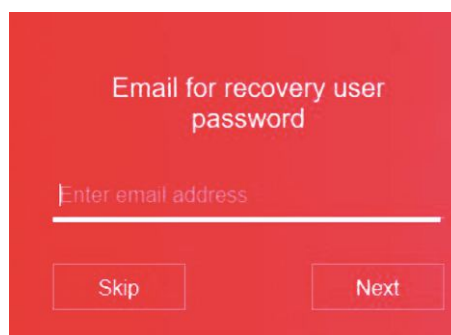 Email for recovery user
password
Enter email address
Skip
Next